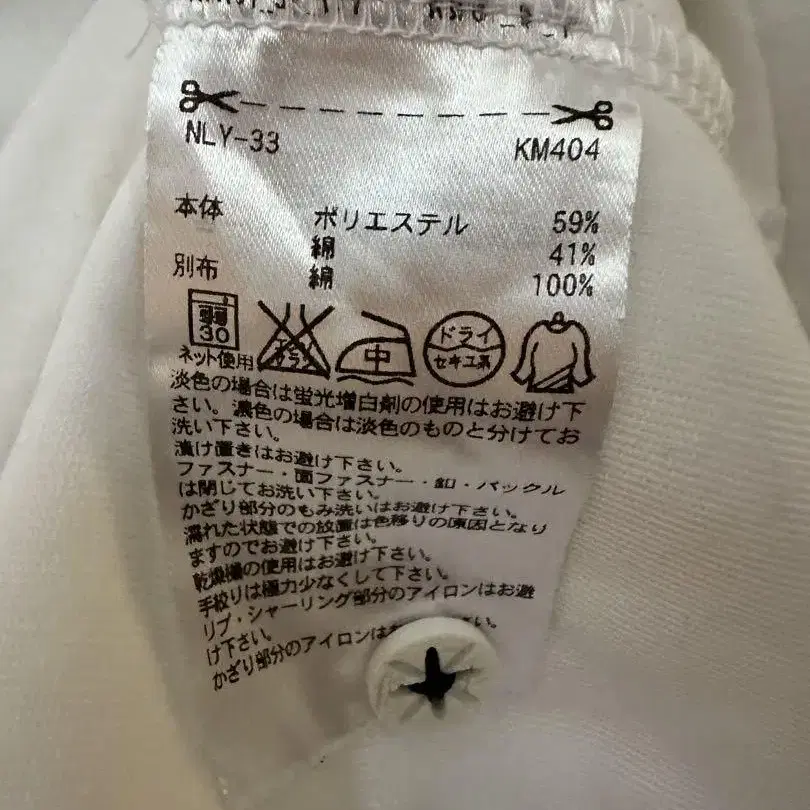 NLY-33 KM404
本体 ポリエステル 59%
綿 41%
別布 綿 100%
30
ネット使用
エンソサラシ
中
ドライ
セキユ系
淡色の場合は蛍光増白剤の使用はお避け下
さい。濃色の場合は淡色のものと分けてお
洗い下さい。
漬け置きはお避け下さい。
ファスナー・面ファスナー・釦・バックル
は閉じてお洗い下さい。
かざり部分のもみ洗いはお避け下さい。
濡れた状態での放置は色移りの原因となり
ますのでお避け下さい。
乾燥機の使用はお避け下さい。
手絞りは極力少なくして下さい。
リブ・シャーリング部分のアイロンはお避
け下さい。
かざり部分のアイロンは い。